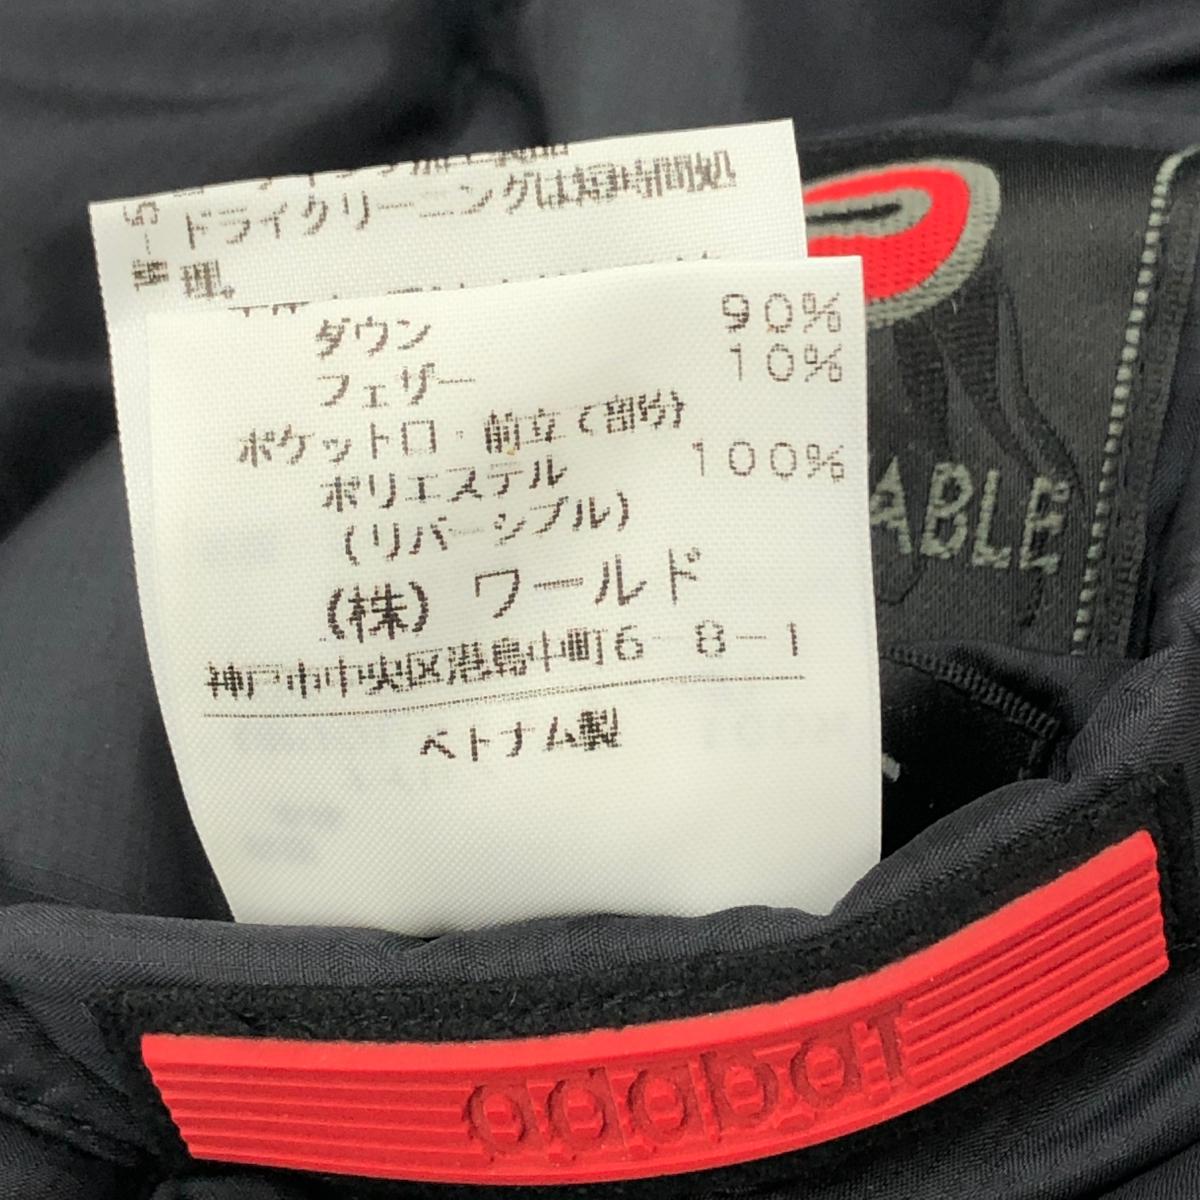 ドライクリーニングは短時間処
理。
ダウン 90%
フェザー 10%
ポケット口・前立(部分)
ポリエステル 100%
(リバーシブル)
(株) ワールド
神戸市中央区港島中町6-8-1
ベトナム製
ABLE